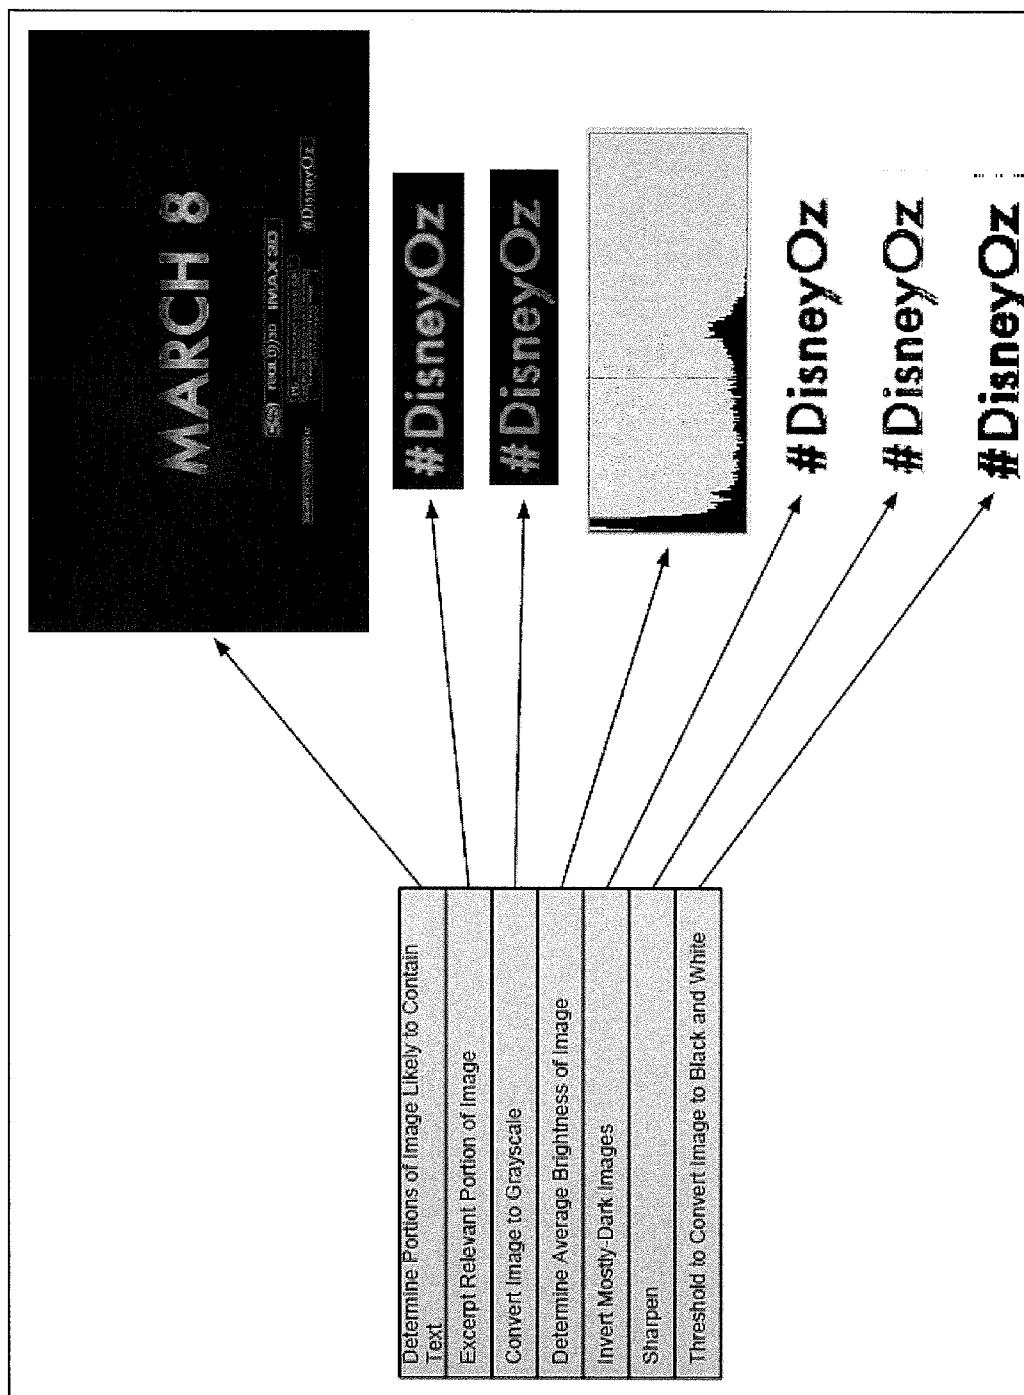 Determine Portions of Image Likely to Contain
Text
Excerpt Relevant Portion of Image
Convert Image to Grayscale
Determine Average Brightness of Image
Invert Mostly-Dark Images
Sharpen
Threshold to Convert Image to Black and White
MARCH 8
REALD 3D IMAX 3D
#DisneyOz
#DisneyOz
#DisneyOz
#DisneyOz
#DisneyOz
#DisneyOz